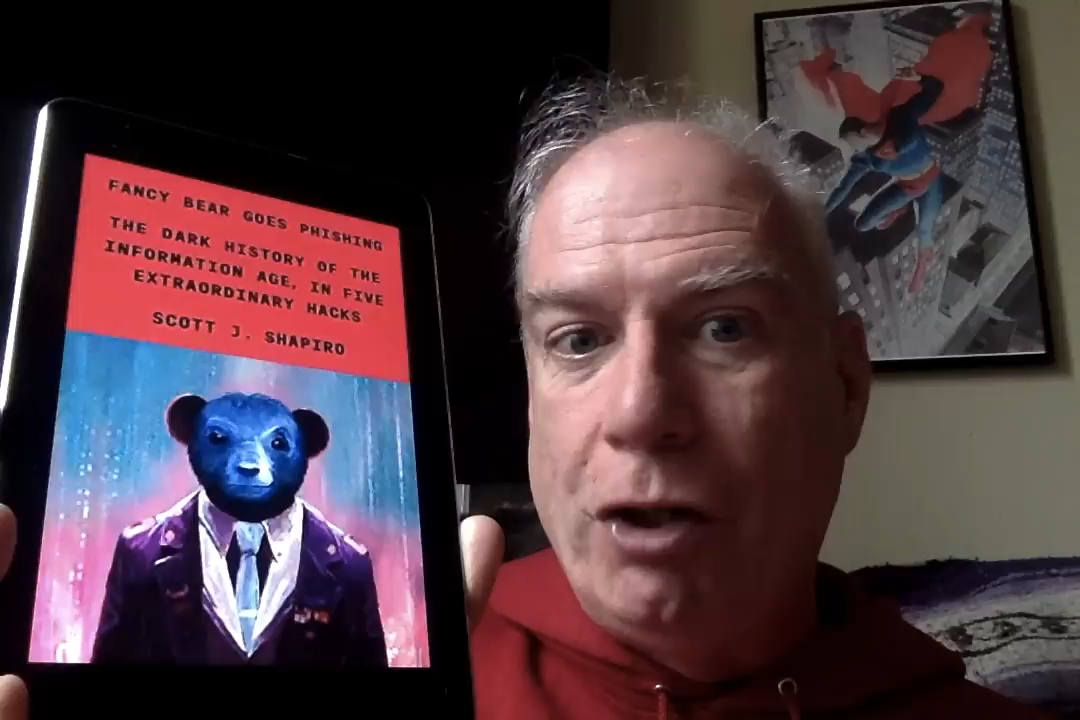 FANCY BEAR GOES PHISHING
THE DARK HISTORY OF THE
INFORMATION AGE, IN FIVE
EXTRAORDINARY HACKS
SCOTT J. SHAPIRO